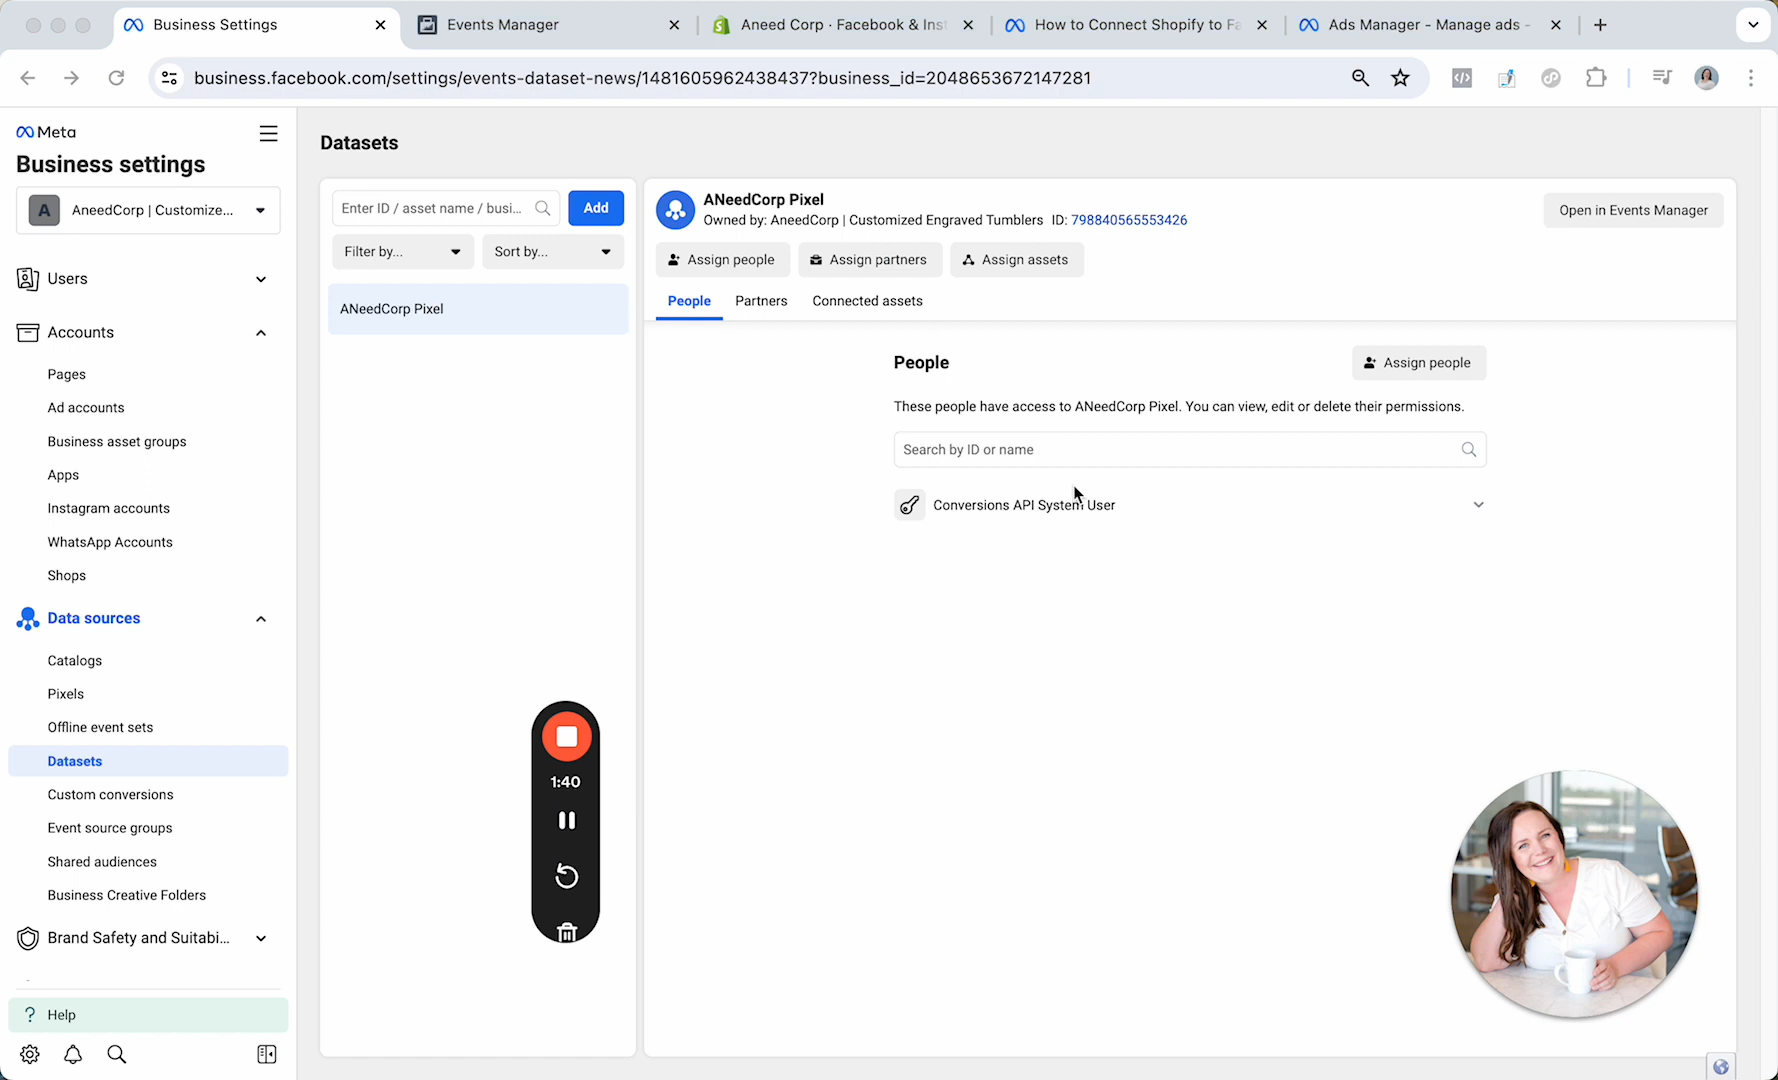 Business Settings
Events Manager
Aneed Corp · Facebook & Inst
How to Connect Shopify to Fa
Ads Manager - Manage ads -
business.facebook.com/settings/events-dataset-news/1481605962438437?business_id=2048653672147281
Meta
Business settings
A
AneedCorp | Customize...
Users
Accounts
Pages
Ad accounts
Business asset groups
Apps
Instagram accounts
WhatsApp Accounts
Shops
Data sources
Catalogs
Pixels
Offline event sets
Datasets
Custom conversions
Event source groups
Shared audiences
Business Creative Folders
Brand Safety and Suitabi...
? Help
Datasets
Enter ID / asset name / busi...
Add
Filter by...
Sort by...
ANeedCorp Pixel
1:40
ANeedCorp Pixel
Owned by: AneedCorp | Customized Engraved Tumblers ID: 798840565553426
Open in Events Manager
Assign people
Assign partners
Assign assets
People
Partners
Connected assets
People
Assign people
These people have access to ANeedCorp Pixel. You can view, edit or delete their permissions.
Search by ID or name
Conversions API System User